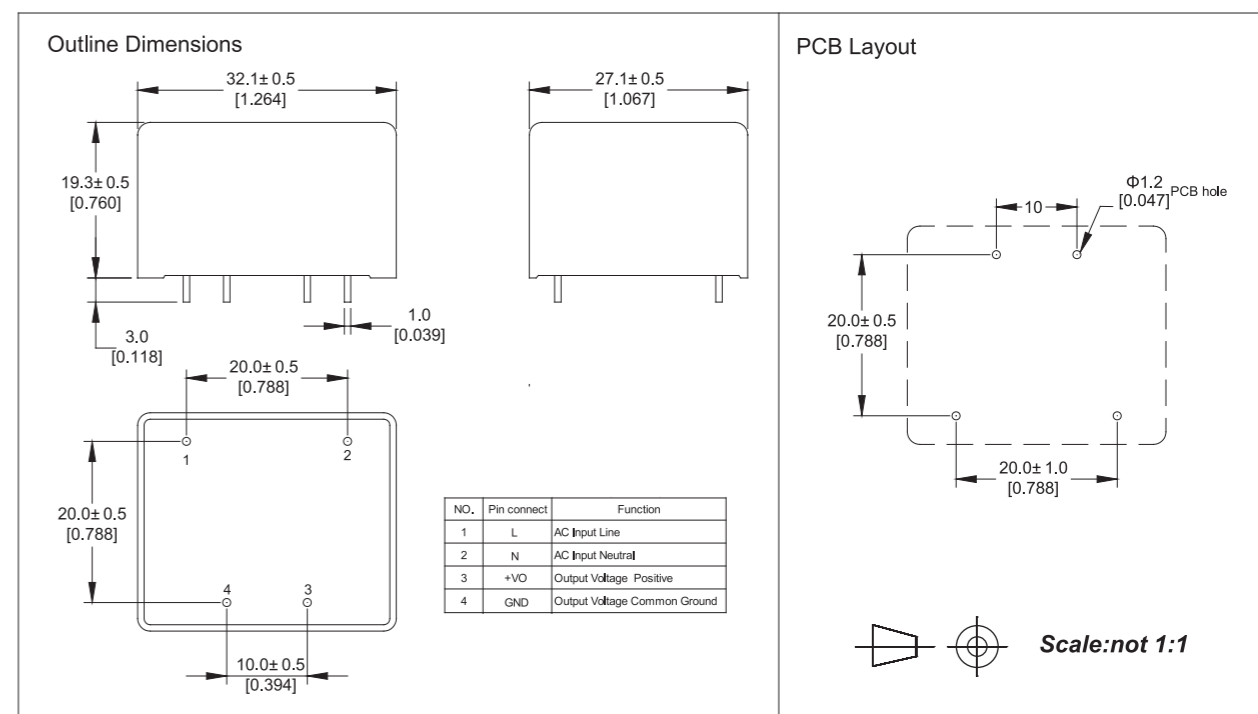 Outline Dimensions
32.1± 0.5
[1.264]
27.1± 0.5
[1.067]
19.3± 0.5
[0.760]
3.0
[0.118]
1.0
[0.039]
20.0± 0.5
[0.788]
1
2
20.0± 0.5
[0.788]
4
3
10.0± 0.5
[0.394]
NO. Pin connect Function
1 L AC Input Line
2 N AC Input Neutral
3 +VO Output Voltage Positive
4 GND Output Voltage Common Ground
PCB Layout
10
Φ1.2
[0.047] PCB hole
20.0± 0.5
[0.788]
20.0± 1.0
[0.788]
Scale:not 1:1